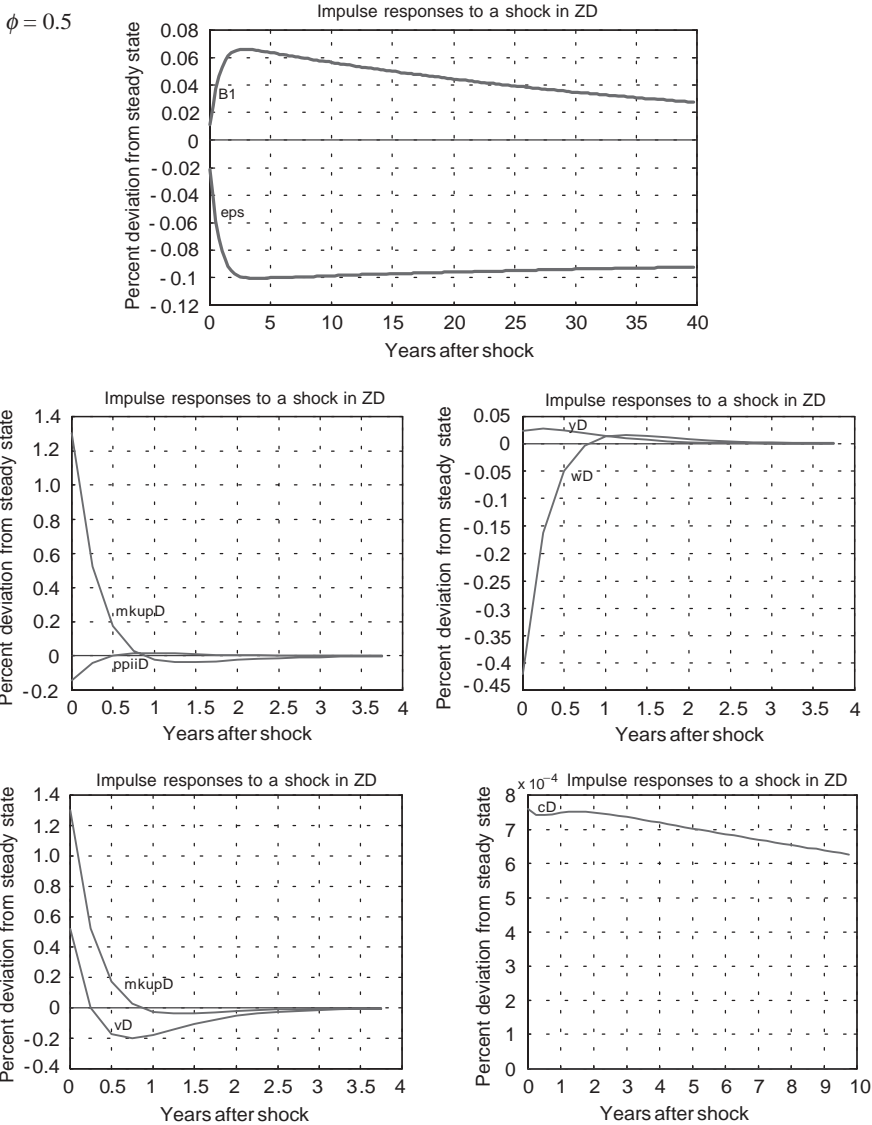 ϕ = 0.5
Impulse responses to a shock in ZD
Percent deviation from steady state
0.08
0.06
0.04
0.02
0
- 0.02
- 0.04
- 0.06
- 0.08
- 0.1
- 0.12
B1
eps
0 5 10 15 20 25 30 35 40
Years after shock
Impulse responses to a shock in ZD
Percent deviation from steady state
1.4
1.2
1.0
0.8
0.6
0.4
0.2
0
- 0.2
mkupD
ppiiD
0 0.5 1 1.5 2 2.5 3 3.5 4
Years after shock
Impulse responses to a shock in ZD
Percent deviation from steady state
0.05
0
- 0.05
- 0.1
- 0.15
- 0.2
- 0.25
- 0.3
- 0.35
- 0.4
- 0.45
yD
wD
0 0.5 1 1.5 2 2.5 3 3.5 4
Years after shock
Impulse responses to a shock in ZD
Percent deviation from steady state
1.4
1.2
1.0
0.8
0.6
0.4
0.2
0
- 0.2
- 0.4
mkupD
vD
0 0.5 1 1.5 2 2.5 3 3.5 4
Years after shock
x 10⁻⁴ Impulse responses to a shock in ZD
Percent deviation from steady state
8
7
6
5
4
3
2
1
0
cD
0 1 2 3 4 5 6 7 8 9 10
Years after shock